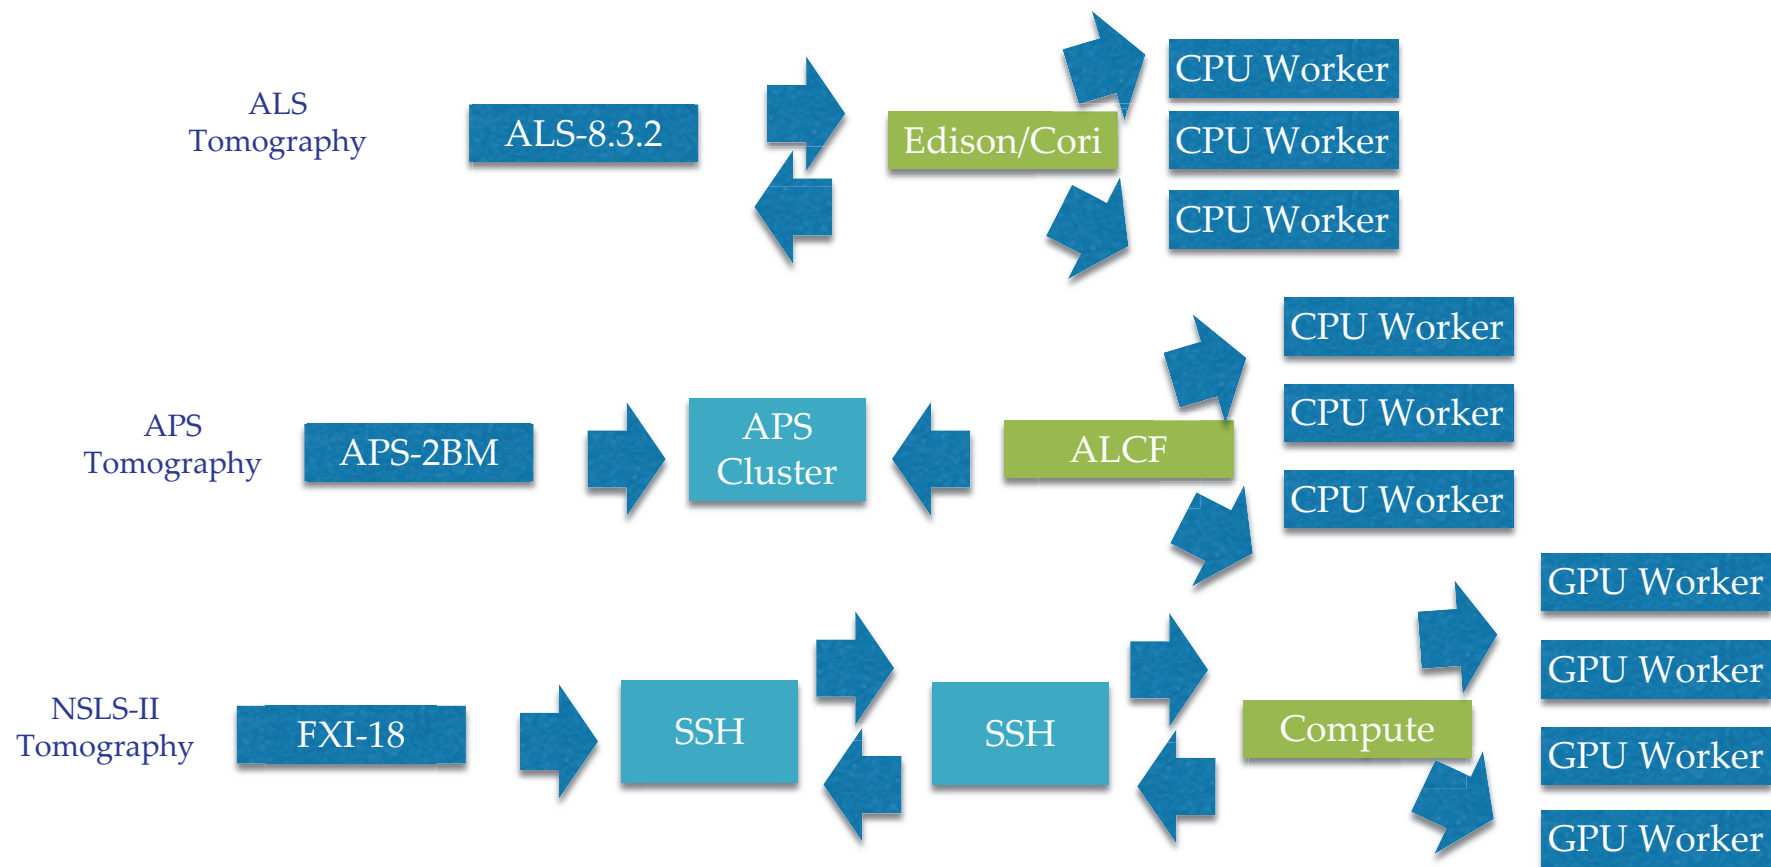 ALS
Tomography
ALS-8.3.2
Edison/Cori
CPU Worker
CPU Worker
CPU Worker
APS
Tomography
APS-2BM
APS
Cluster
ALCF
CPU Worker
CPU Worker
CPU Worker
NSLS-II
Tomography
FXI-18
SSH
SSH
Compute
GPU Worker
GPU Worker
GPU Worker
GPU Worker